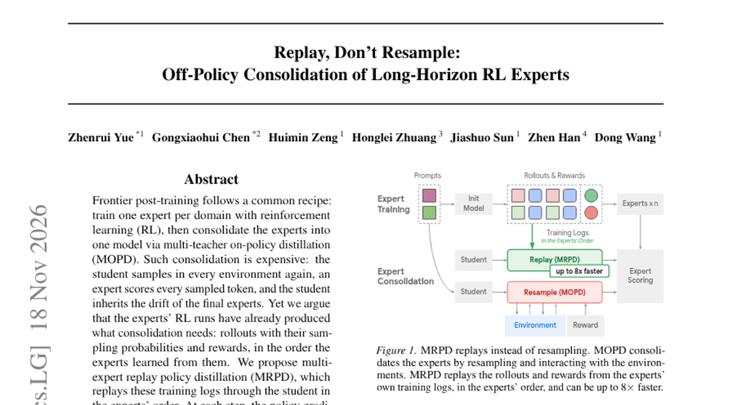 Replay, Don't Resample:
Off-Policy Consolidation of Long-Horizon RL Experts
Zhenrui Yue *1 Gongxiaohui Chen *2 Huimin Zeng 1 Honglei Zhuang 3 Jiashuo Sun 1 Zhen Han 4 Dong Wang 1
cs.LG] 18 Nov 2026
Abstract
Frontier post-training follows a common recipe:
train one expert per domain with reinforcement
learning (RL), then consolidate the experts into
one model via multi-teacher on-policy distillation
(MOPD). Such consolidation is expensive: the
student samples in every environment again, an
expert scores every sampled token, and the student
inherits the drift of the final experts. Yet we argue
that the experts' RL runs have already produced
what consolidation needs: rollouts with their sam-
pling probabilities and rewards, in the order the
experts learned from them. We propose multi-
expert replay policy distillation (MRPD), which
replays these training logs through the student in
the experts' order. At each step, the policy gradi-
Prompts
Rollouts & Rewards
Expert
Training
Init
Model
Experts x n
Training Logs
in the Experts' Order
Expert
Consolidation
Student
Replay (MRPD)
up to 8x faster
Student
Resample (MOPD)
Expert
Scoring
Environment
Reward
Figure 1. MRPD replays instead of resampling. MOPD consoli-
dates the experts by resampling and interacting with the environ-
ments. MRPD replays the rollouts and rewards from the experts'
own training logs, in the experts' order, and can be up to 8× faster.